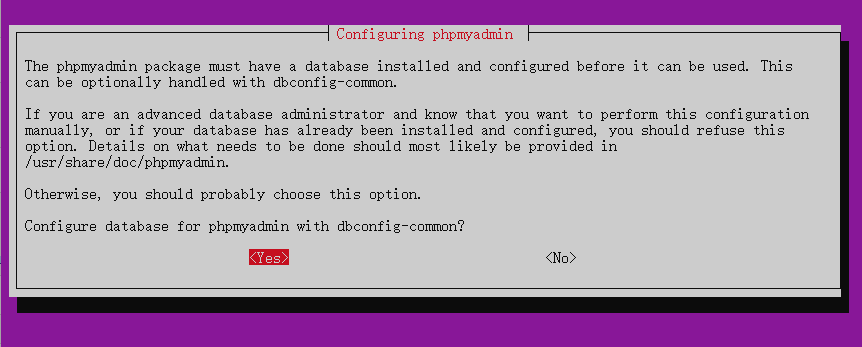 Configuring phpmyadmin
The phpmyadmin package must have a database installed and configured before it can be used. This
can be optionally handled with dbconfig-common.
If you are an advanced database administrator and know that you want to perform this configuration
manually, or if your database has already been installed and configured, you should refuse this
option. Details on what needs to be done should most likely be provided in
/usr/share/doc/phpmyadmin.
Otherwise, you should probably choose this option.
Configure database for phpmyadmin with dbconfig-common?
<Yes> <No>